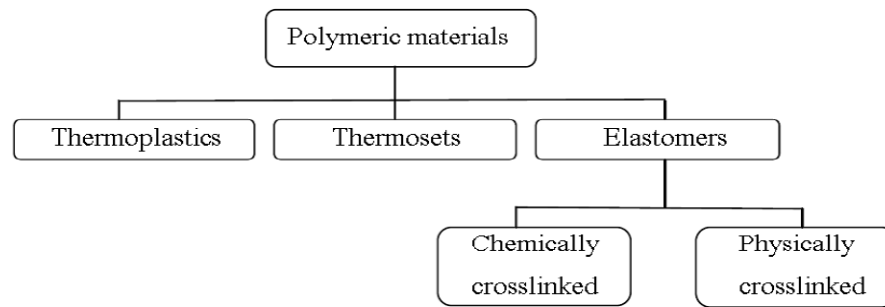 Polymeric materials
Thermoplastics
Thermosets
Elastomers
Chemically
crosslinked
Physically
crosslinked